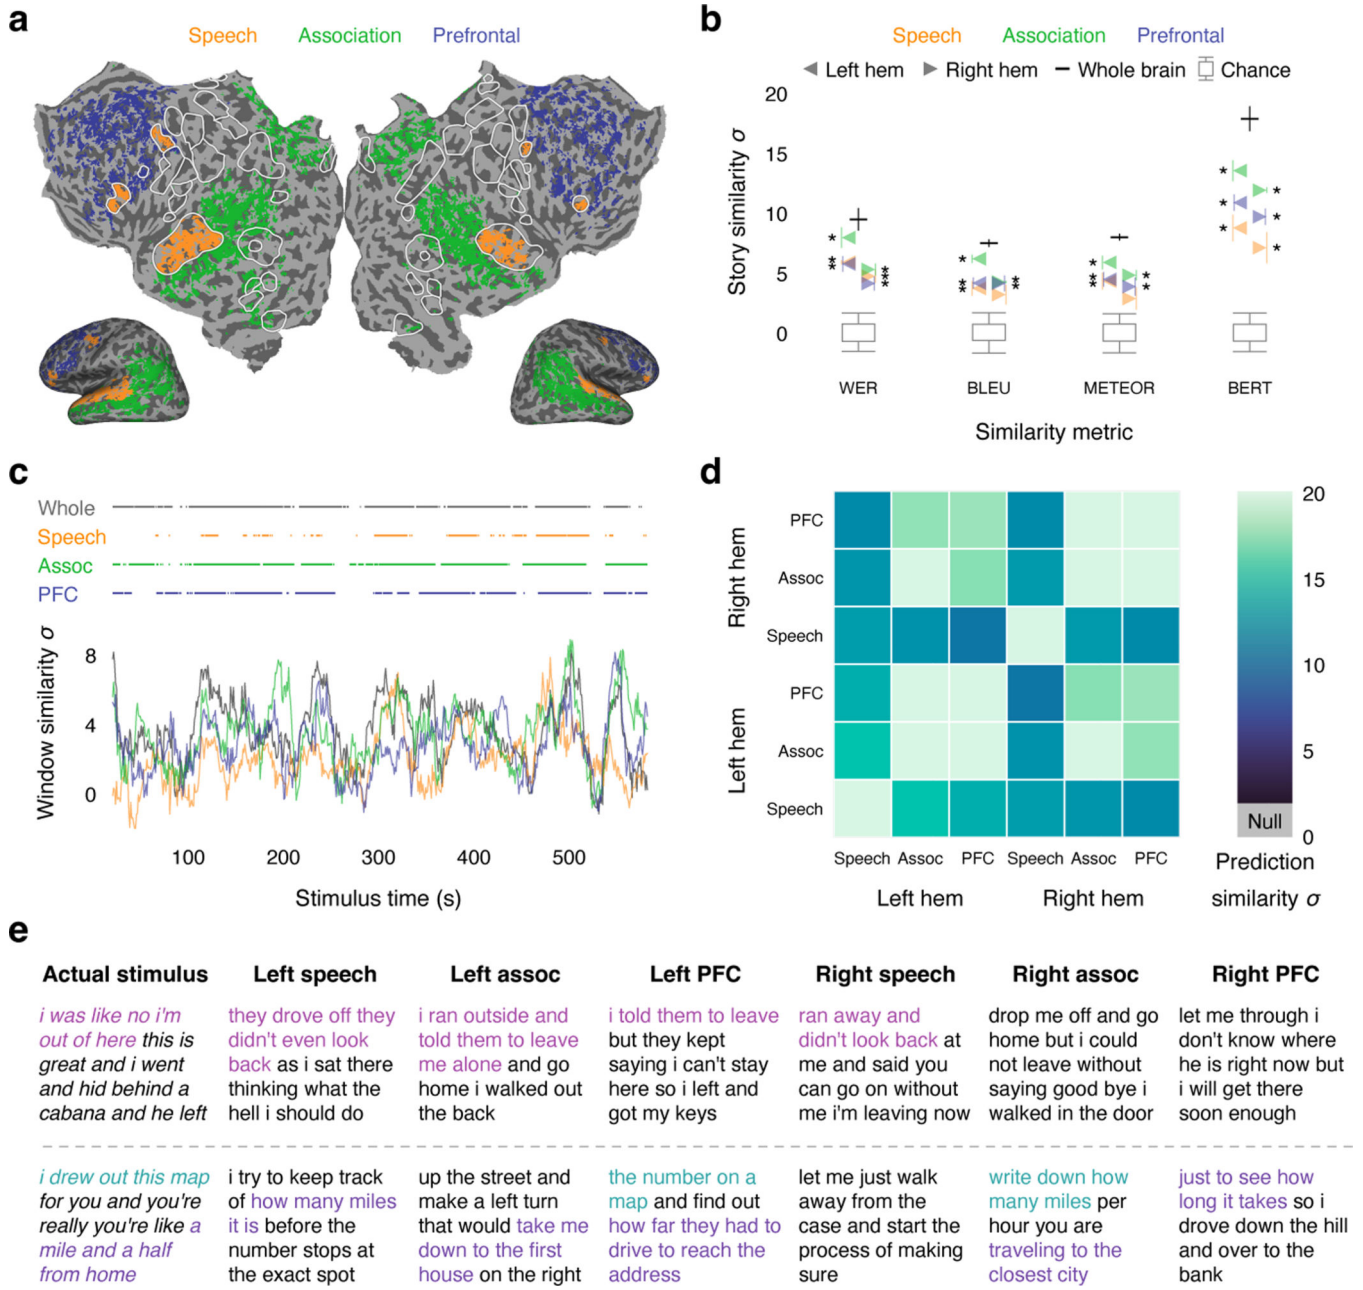 a
Speech Association Prefrontal
b
Speech Association Prefrontal
Left hem Right hem Whole brain Chance
Story similarity σ
20
15
10
5
0
* * * * * *
* * * * *
* * * * *
* * * * * *
WER BLEU METEOR BERT
Similarity metric
c
Whole
Speech
Assoc
PFC
Window similarity σ
8
4
0
100 200 300 400 500
Stimulus time (s)
d
Right hem
Left hem
PFC
Assoc
Speech
PFC
Assoc
Speech
Speech Assoc PFC Speech Assoc PFC
Left hem Right hem
20
15
10
5
Null
0
Prediction
similarity σ
e
Actual stimulus Left speech Left assoc Left PFC Right speech Right assoc Right PFC
i was like no i'm
out of here this is
great and i went
and hid behind a
cabana and he left
they drove off they
didn't even look
back as i sat there
thinking what the
hell i should do
i ran outside and
told them to leave
me alone and go
home i walked out
the back
i told them to leave
but they kept
saying i can't stay
here so i left and
got my keys
ran away and
didn't look back at
me and said you
can go on without
me i'm leaving now
drop me off and go
home but i could
not leave without
saying good bye i
walked in the door
let me through i
don't know where
he is right now but
i will get there
soon enough
i drew out this map
for you and you're
really you're like a
mile and a half
from home
i try to keep track
of how many miles
it is before the
number stops at
the exact spot
up the street and
make a left turn
that would take me
down to the first
house on the right
the number on a
map and find out
how far they had to
drive to reach the
address
let me just walk
away from the
case and start the
process of making
sure
write down how
many miles per
hour you are
traveling to the
closest city
just to see how
long it takes so i
drove down the hill
and over to the
bank